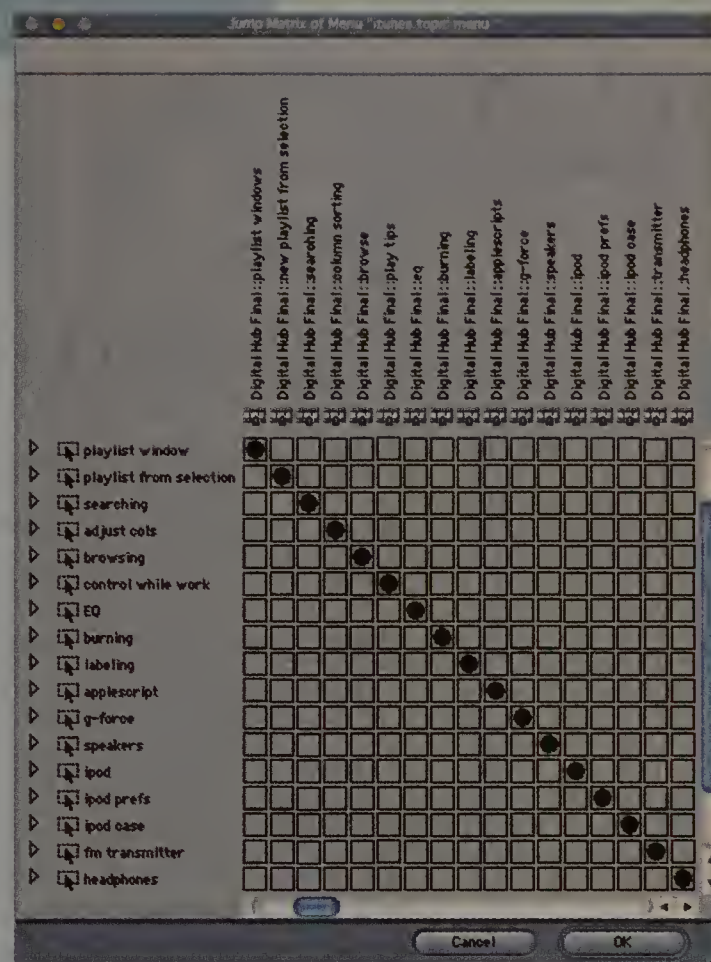 Jump Matrix of Menu "itunes topic menu"
Digital Hub Final::playlist windows
Digital Hub Final::new playlist from selection
Digital Hub Final::searching
Digital Hub Final::column sorting
Digital Hub Final::browse
Digital Hub Final::play tips
Digital Hub Final::eq
Digital Hub Final::burning
Digital Hub Final::labeling
Digital Hub Final::applescripts
Digital Hub Final::g-force
Digital Hub Final::speakers
Digital Hub Final::ipod
Digital Hub Final::ipod prefs
Digital Hub Final::ipod case
Digital Hub Final::transmitter
Digital Hub Final::headphones
playlist window
playlist from selection
searching
adjust cols
browsing
control while work
EQ
burning
labeling
applescript
g-force
speakers
ipod
ipod prefs
ipod case
fm transmitter
headphones
Cancel
OK